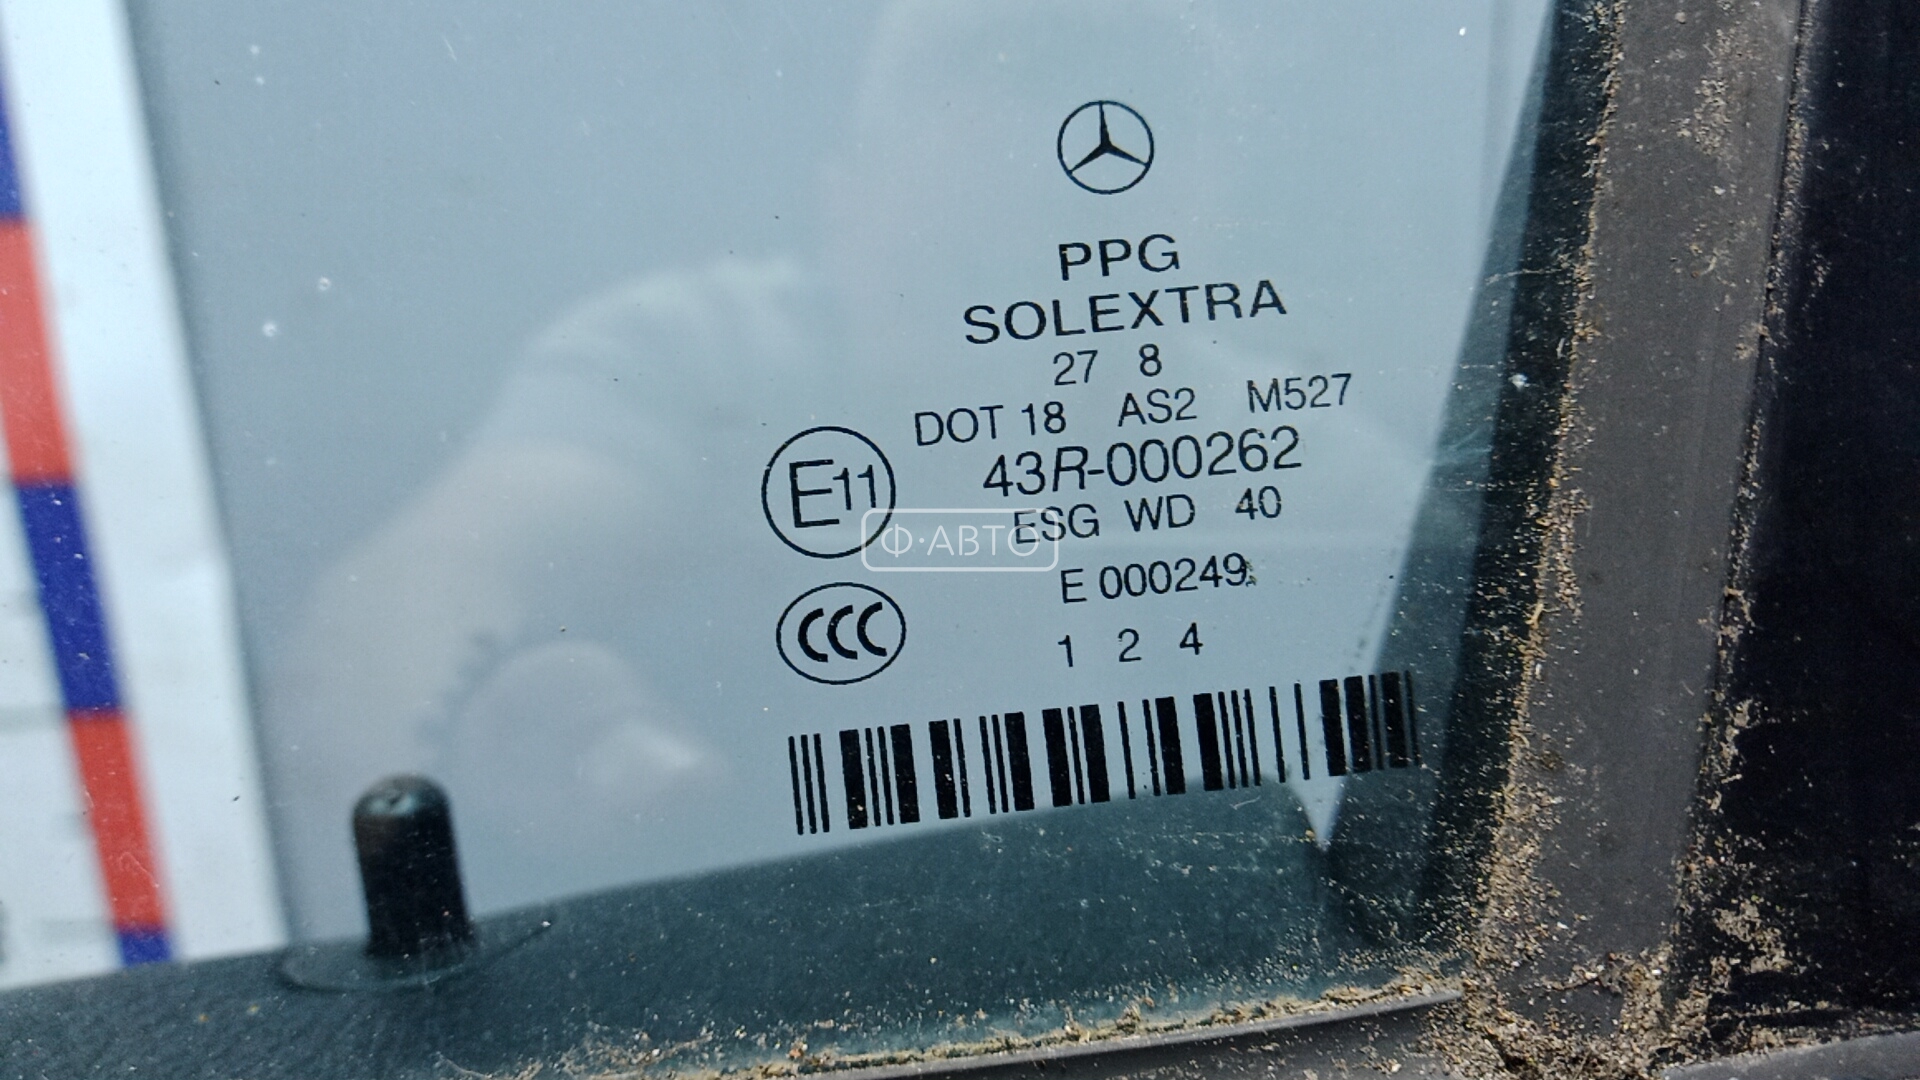 PPG
SOLEXTRA
27 8
DOT 18 AS2 M527
E11 43R-000262
ESG WD 40
Ф·АВТО
E 000249
CCC
1 2 4